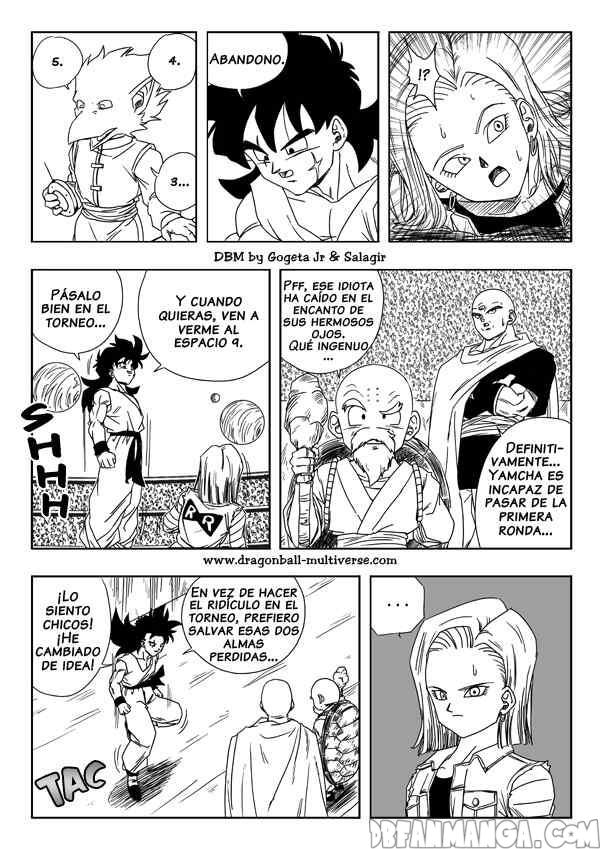 5.
4.
3...
ABANDONO.
!?
DBM by Gogeta Jr & Salagir
PÁSALO
BIEN EN EL
TORNEO...
Y CUANDO
QUIERAS, VEN A
VERME AL
ESPACIO 9.
SHHH
R R
PFF, ESE IDIOTA
HA CAÍDO EN EL
ENCANTO DE
SUS HERMOSOS
OJOS.
QUÉ INGENUO
...
DEFINITI-
VAMENTE...
YAMCHA ES
INCAPAZ DE
PASAR DE LA
PRIMERA
RONDA...
www.dragonball-multiverse.com
¡LO
SIENTO
CHICOS!
¡HE
CAMBIADO
DE IDEA!
EN VEZ DE HACER
EL RIDÍCULO EN EL
TORNEO, PREFIERO
SALVAR ESAS DOS
ALMAS
PERDIDAS...
TAC
...
DBFANMANGA.COM